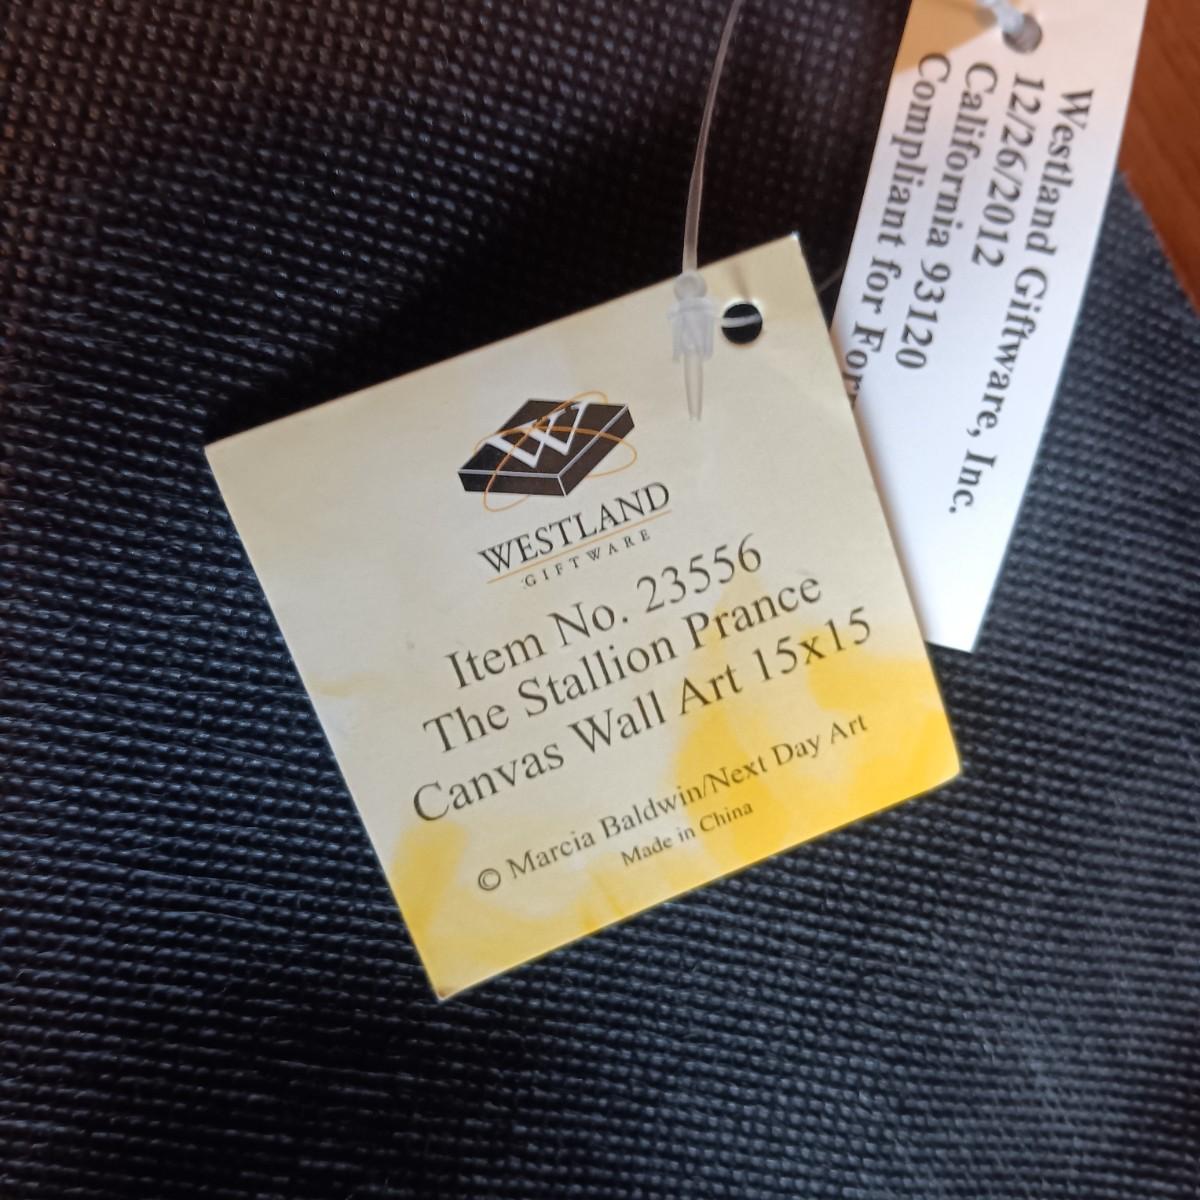 W
WESTLAND
GIFTWARE
Item No. 23556
The Stallion Prance
Canvas Wall Art 15x15
© Marcia Baldwin/Next Day Art
Made in China
Westland Giftware, Inc.
12/26/2012
California 93120
Compliant for